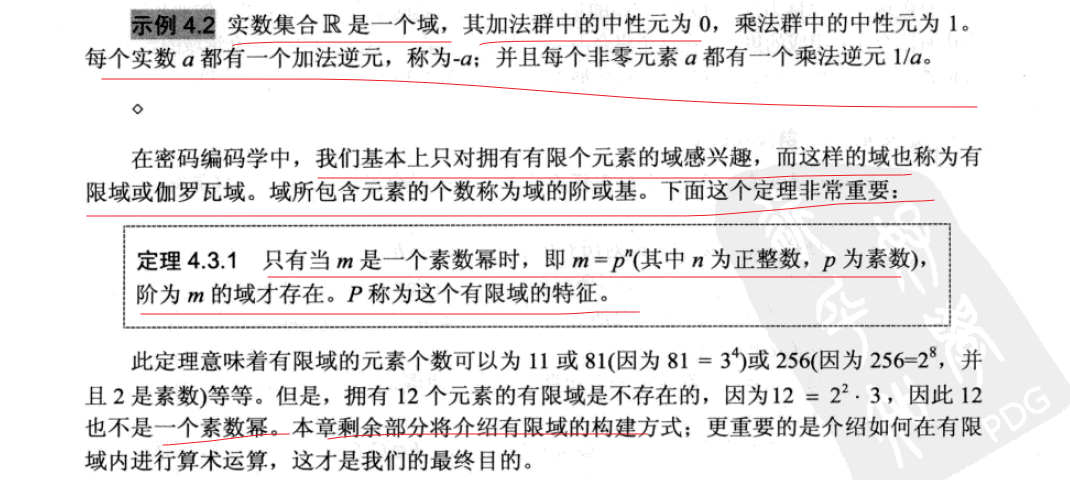 示例 4.2 实数集合ℝ是一个域，其加法群中的中性元为 0，乘法群中的中性元为 1。
每个实数 a 都有一个加法逆元，称为-a；并且每个非零元素 a 都有一个乘法逆元 1/a。
◇
在密码编码学中，我们基本上只对拥有有限个元素的域感兴趣，而这样的域也称为有
限域或伽罗瓦域。域所包含元素的个数称为域的阶或基。下面这个定理非常重要：
定理 4.3.1 只有当 m 是一个素数幂时，即 m = pⁿ(其中 n 为正整数，p 为素数)，
阶为 m 的域才存在。P 称为这个有限域的特征。
此定理意味着有限域的元素个数可以为 11 或 81(因为 81 = 3⁴)或 256(因为 256=2⁸，并
且 2 是素数)等等。但是，拥有 12 个元素的有限域是不存在的，因为12 = 2²·3，因此 12
也不是一个素数幂。本章剩余部分将介绍有限域的构建方式；更重要的是介绍如何在有限
域内进行算术运算，这才是我们的最终目的。
PDG